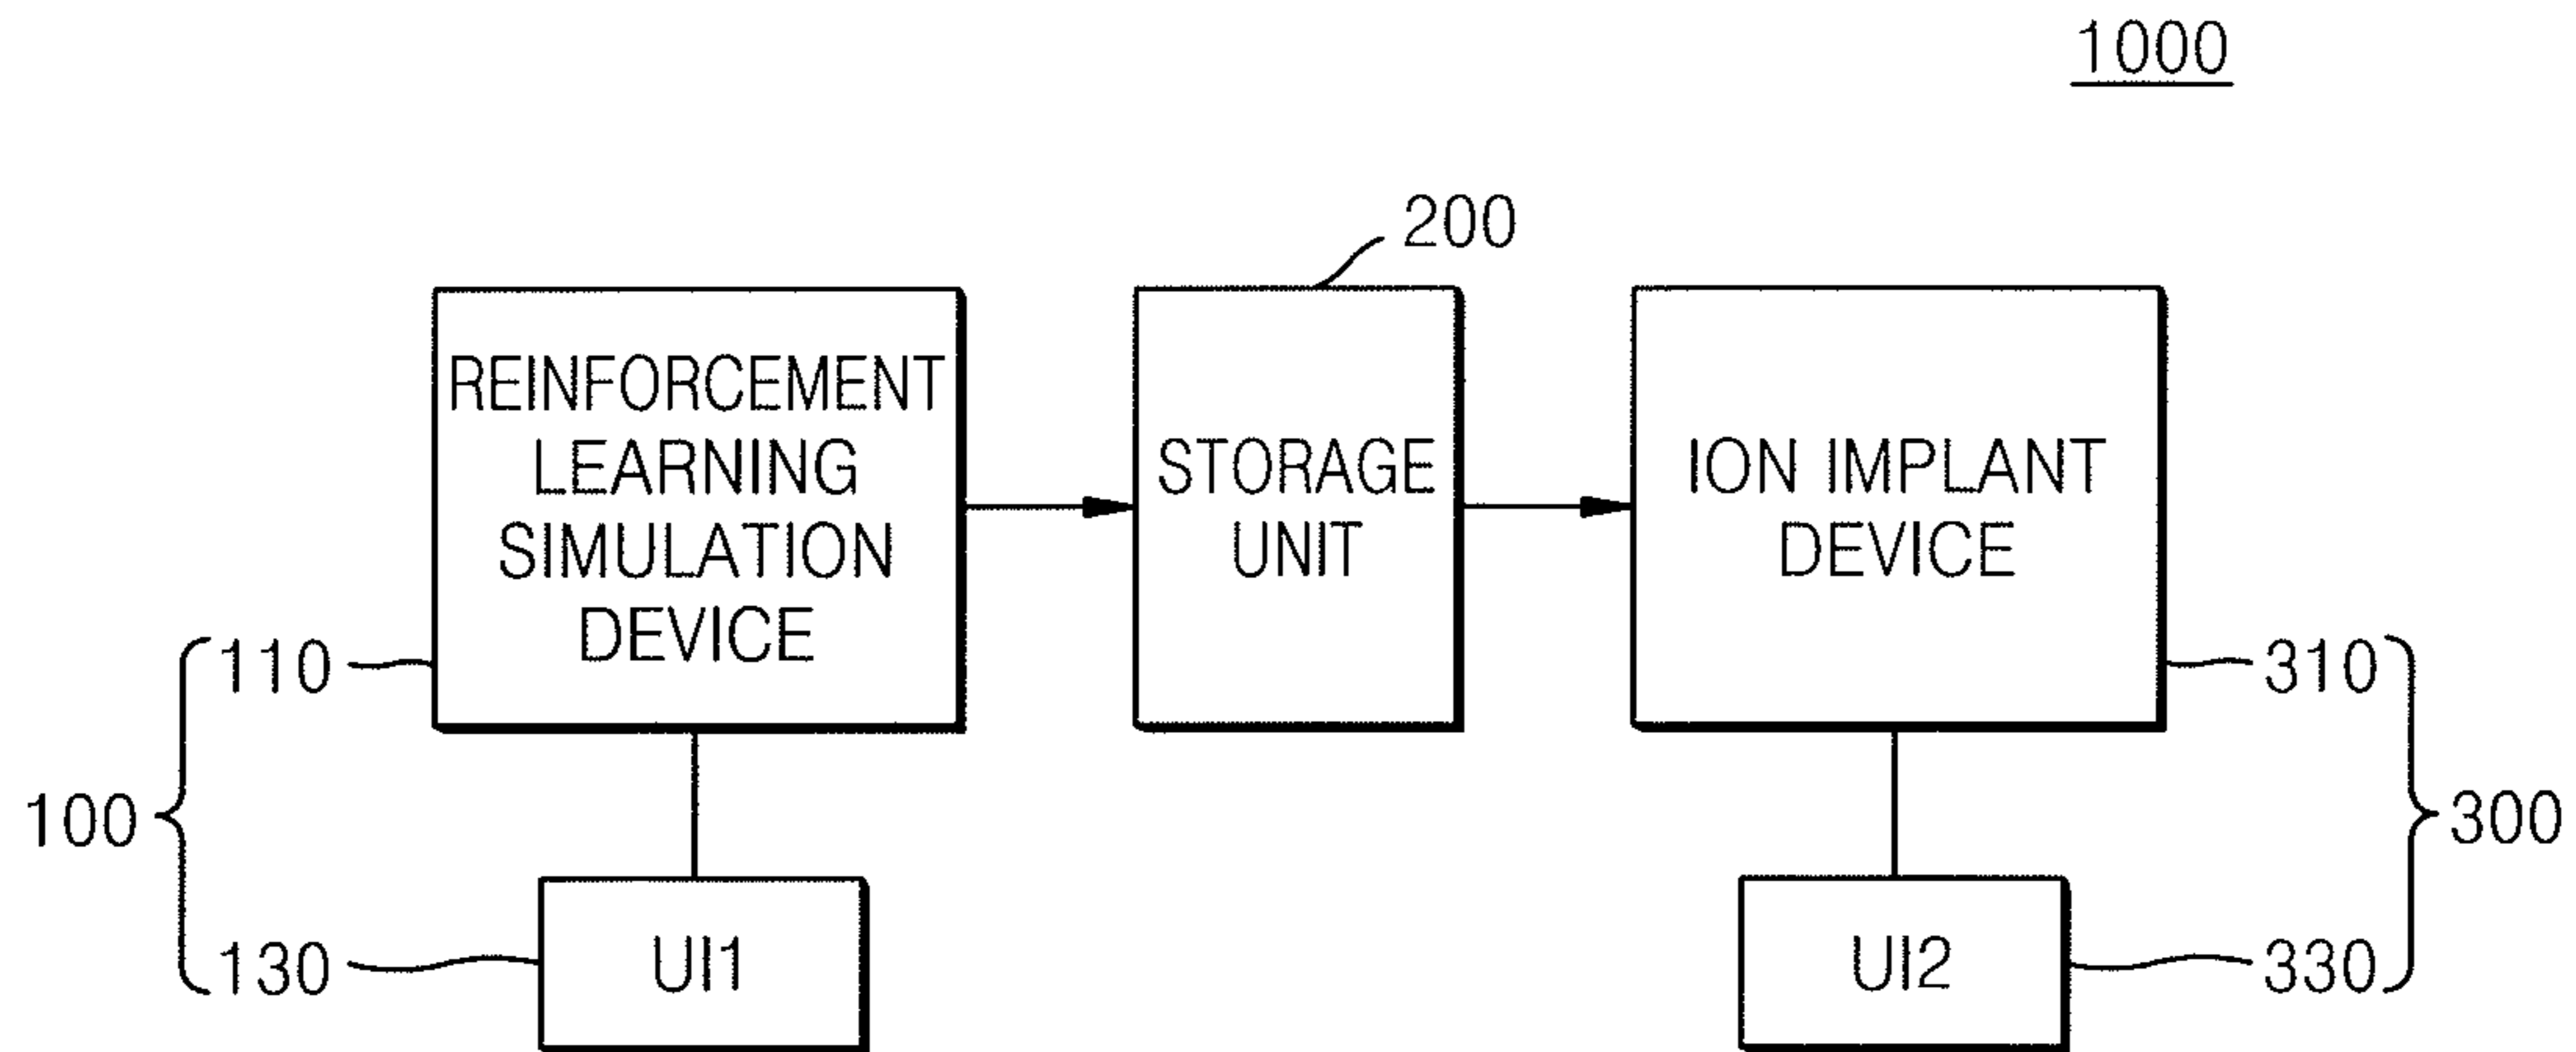 1000
200
REINFORCEMENT
LEARNING
SIMULATION
DEVICE
STORAGE
UNIT
ION IMPLANT
DEVICE
110
310
100
300
130
UI1
UI2
330